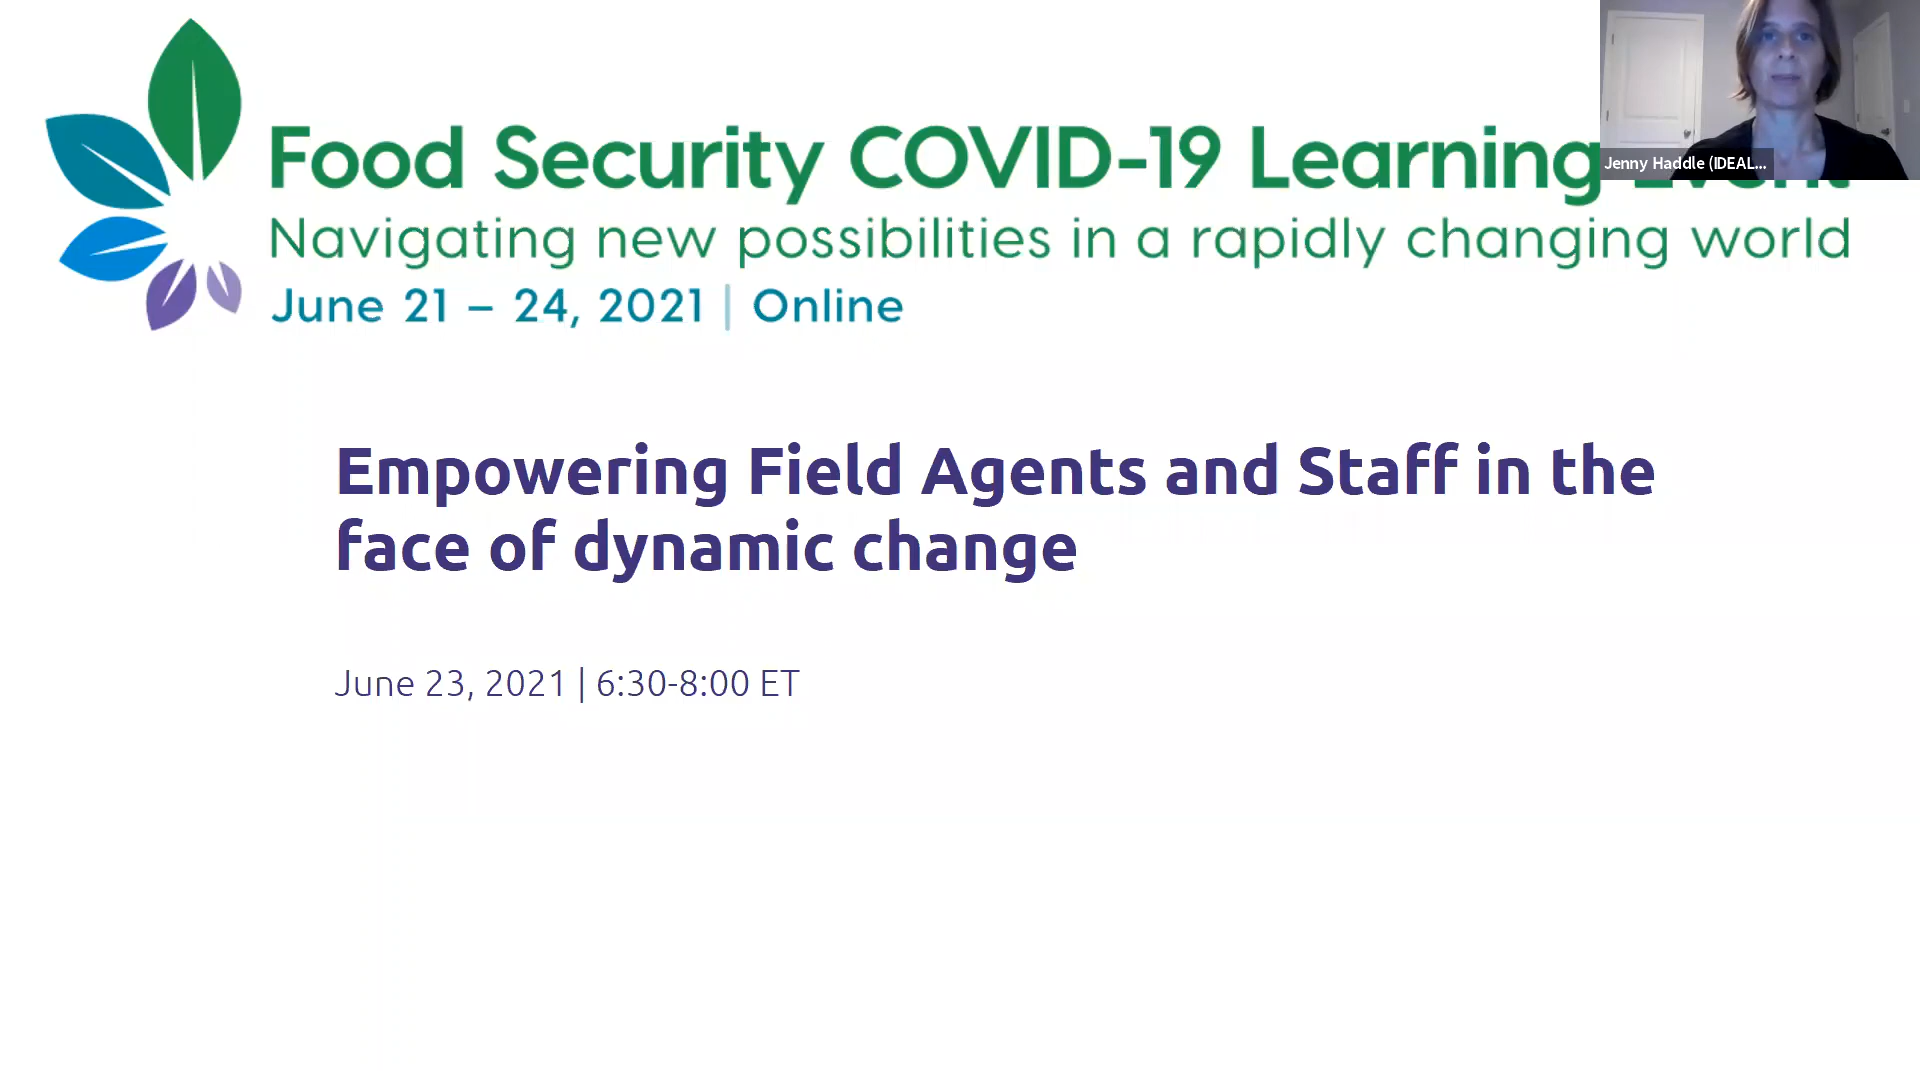 Food Security COVID-19 Learning
Jenny Haddle (IDEAL...
Navigating new possibilities in a rapidly changing world
June 21 – 24, 2021 | Online
Empowering Field Agents and Staff in the
face of dynamic change
June 23, 2021 | 6:30-8:00 ET